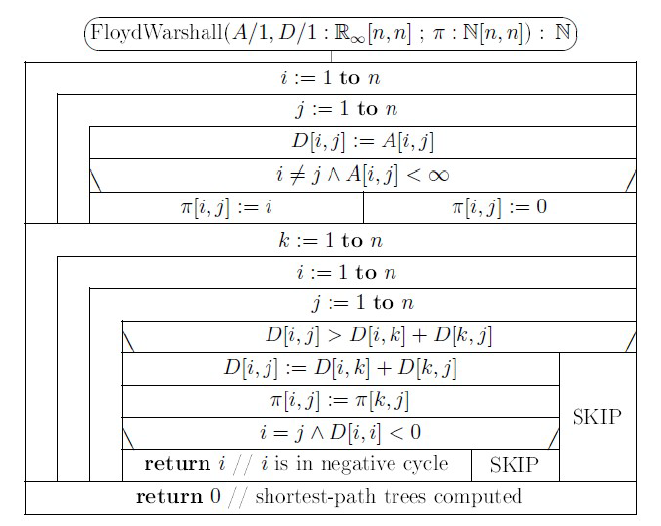 FloydWarshall(A/1, D/1 : ℝ∞[n,n] ; π : ℕ[n,n]) : ℕ
i := 1 to n
j := 1 to n
D[i,j] := A[i,j]
i ≠ j ∧ A[i,j] < ∞
π[i,j] := i
π[i,j] := 0
k := 1 to n
i := 1 to n
j := 1 to n
D[i,j] > D[i,k] + D[k,j]
D[i,j] := D[i,k] + D[k,j]
π[i,j] := π[k,j]
SKIP
i = j ∧ D[i,i] < 0
return i // i is in negative cycle
SKIP
return 0 // shortest-path trees computed